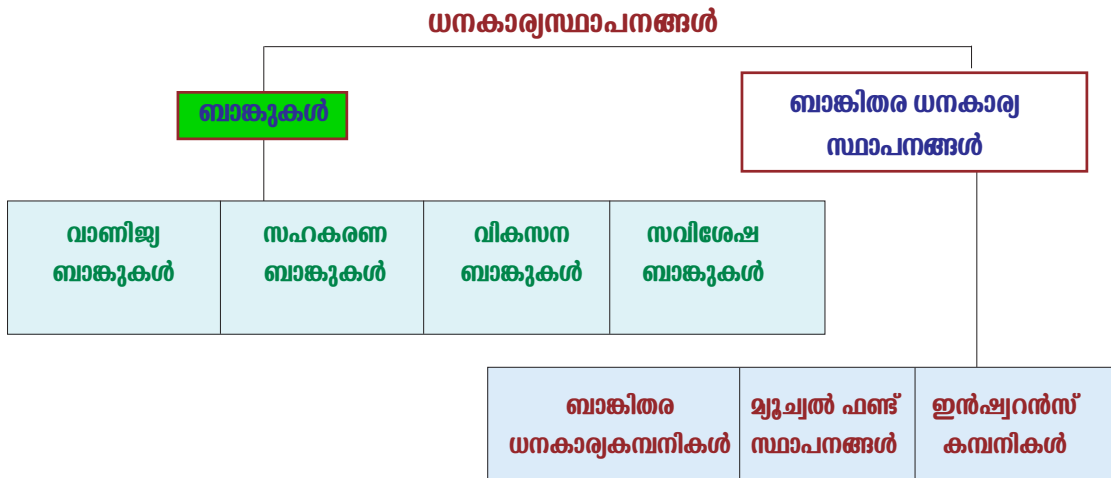 ധനകാര്യസ്ഥാപനങ്ങൾ
ബാങ്കുകൾ
ബാങ്കിതര ധനകാര്യ
സ്ഥാപനങ്ങൾ
വാണിജ്യ
ബാങ്കുകൾ
സഹകരണ
ബാങ്കുകൾ
വികസന
ബാങ്കുകൾ
സവിശേഷ
ബാങ്കുകൾ
ബാങ്കിതര
ധനകാര്യകമ്പനികൾ
മ്യൂച്വൽ ഫണ്ട്
സ്ഥാപനങ്ങൾ
ഇൻഷ്വറൻസ്
കമ്പനികൾ